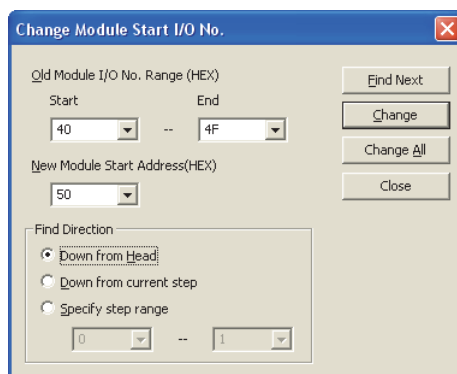 Change Module Start I/O No.
Old Module I/O No. Range (HEX)
Start End
40 -- 4F
New Module Start Address(HEX)
50
Find Direction
Down from Head
Down from current step
Specify step range
0 -- 1
Find Next
Change
Change All
Close